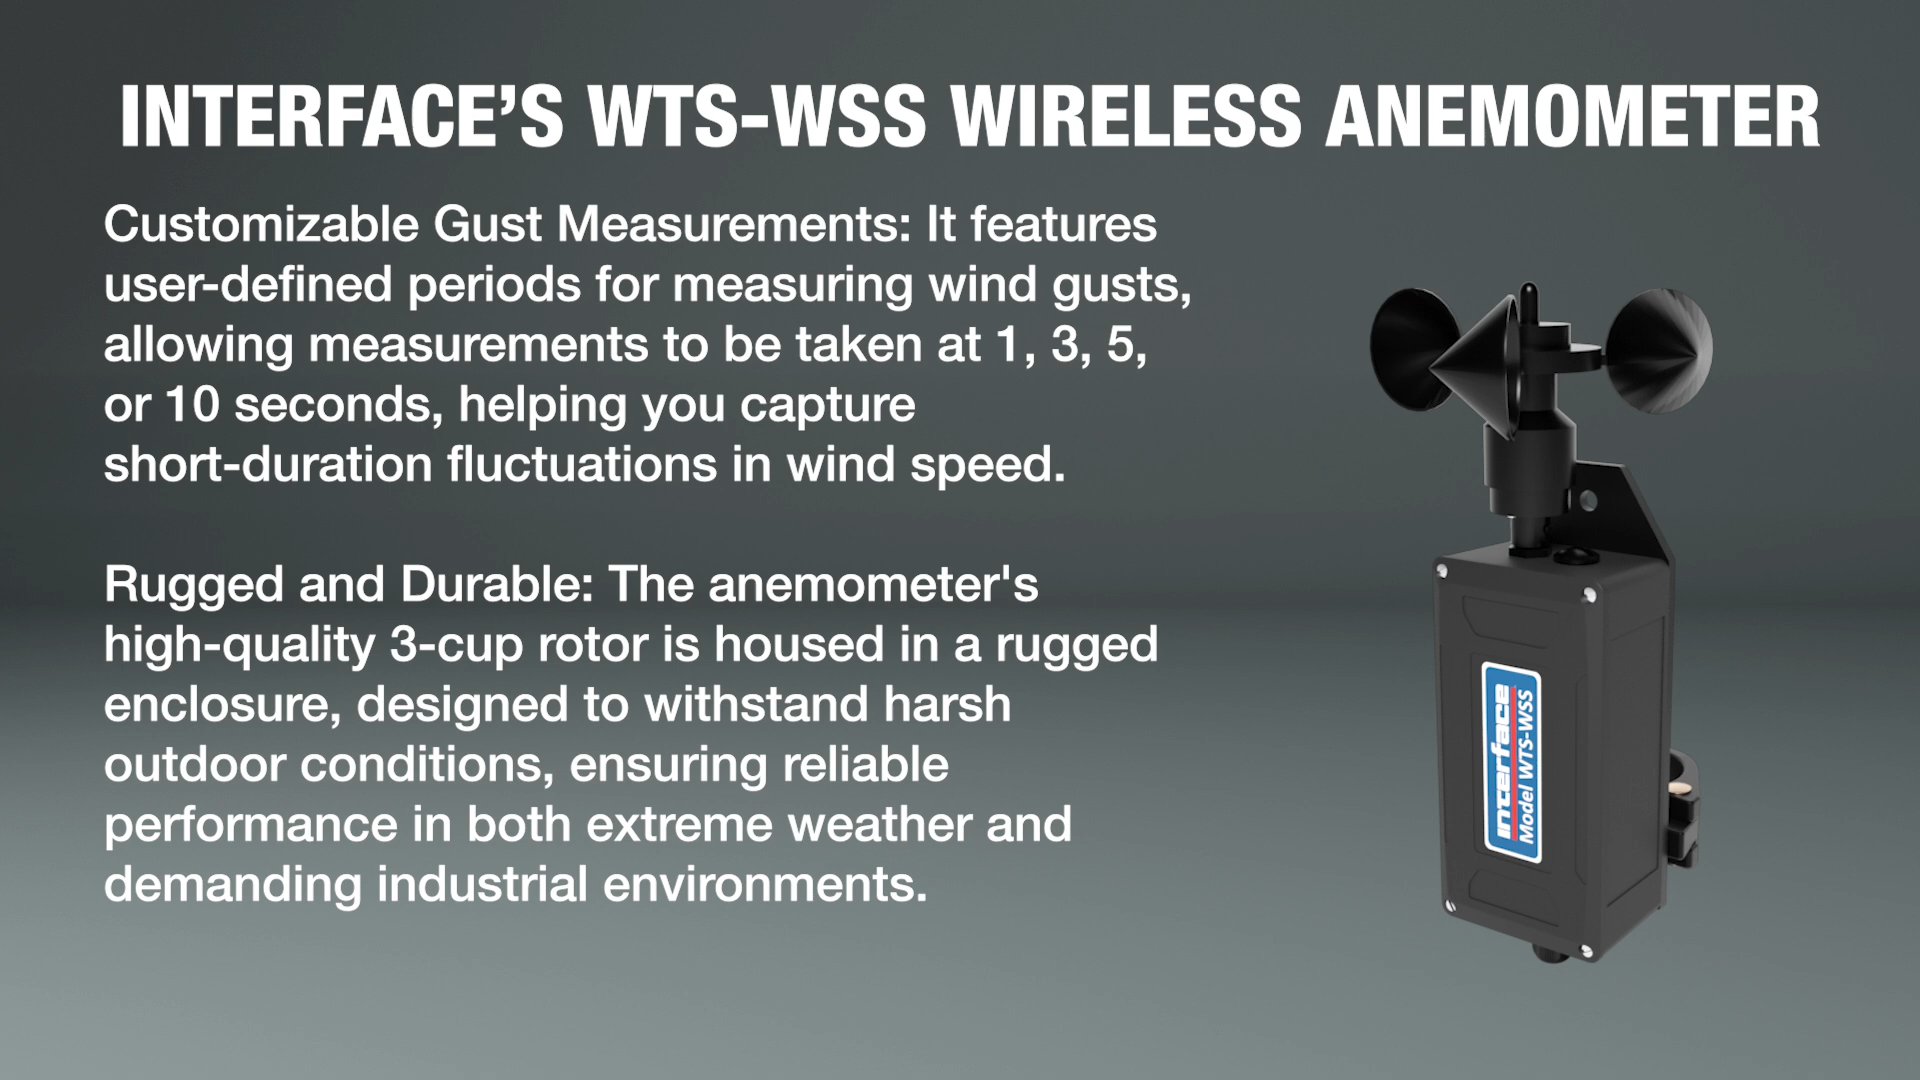 INTERFACE’S WTS-WSS WIRELESS ANEMOMETER
Customizable Gust Measurements: It features
user-defined periods for measuring wind gusts,
allowing measurements to be taken at 1, 3, 5,
or 10 seconds, helping you capture
short-duration fluctuations in wind speed.
Rugged and Durable: The anemometer's
high-quality 3-cup rotor is housed in a rugged
enclosure, designed to withstand harsh
outdoor conditions, ensuring reliable
performance in both extreme weather and
demanding industrial environments.
interface
Model WTS-WSS